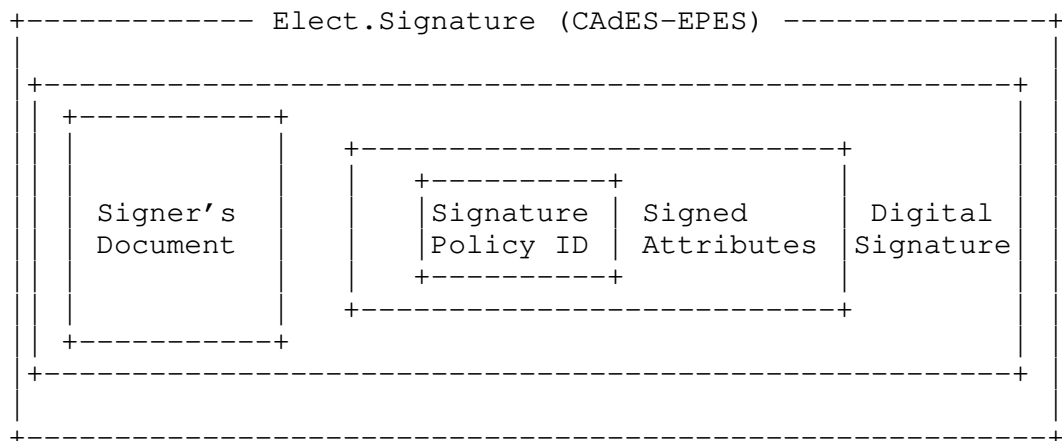 Elect.Signature (CAdES-EPES)
Signer's Signature Signed Digital
Document Policy ID Attributes Signature